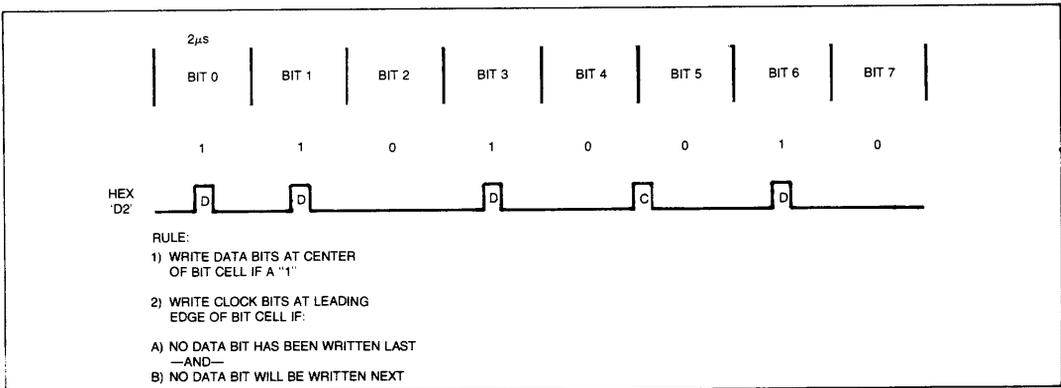 2µs
BIT 0 BIT 1 BIT 2 BIT 3 BIT 4 BIT 5 BIT 6 BIT 7
1 1 0 1 0 0 1 0
HEX
'D2'
D D D C D
RULE:
1) WRITE DATA BITS AT CENTER
OF BIT CELL IF A "1"
2) WRITE CLOCK BITS AT LEADING
EDGE OF BIT CELL IF:
A) NO DATA BIT HAS BEEN WRITTEN LAST
—AND—
B) NO DATA BIT WILL BE WRITTEN NEXT